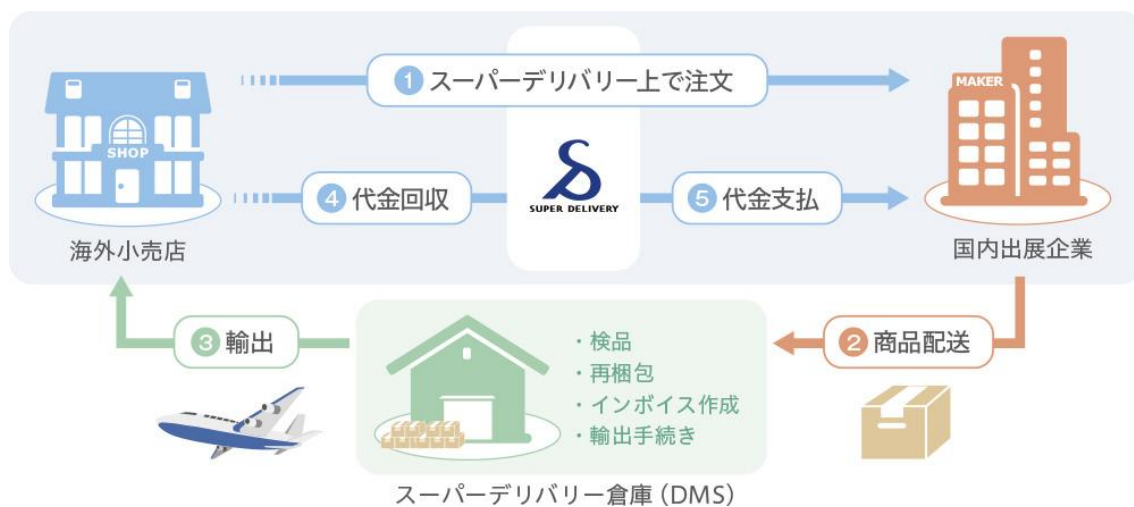 ① スーパーデリバリー上で注文
SHOP
MAKER
④ 代金回収
SUPER DELIVERY
⑤ 代金支払
海外小売店
国内出展企業
③ 輸出
・検品
・再梱包
・インボイス作成
・輸出手続き
② 商品配送
スーパーデリバリー倉庫(DMS)